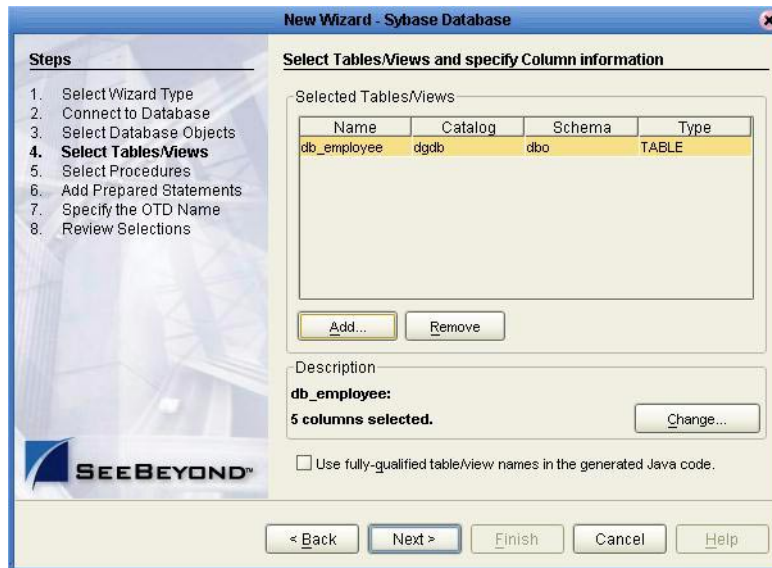 New Wizard - Sybase Database
Steps
1. Select Wizard Type
2. Connect to Database
3. Select Database Objects
4. Select Tables/Views
5. Select Procedures
6. Add Prepared Statements
7. Specify the OTD Name
8. Review Selections
SEEBEYOND™
Select Tables/Views and specify Column information
Selected Tables/Views
Name Catalog Schema Type
db_employee dgdb dbo TABLE
Add... Remove
Description
db_employee:
5 columns selected.
Change...
Use fully-qualified table/view names in the generated Java code.
< Back Next > Finish Cancel Help